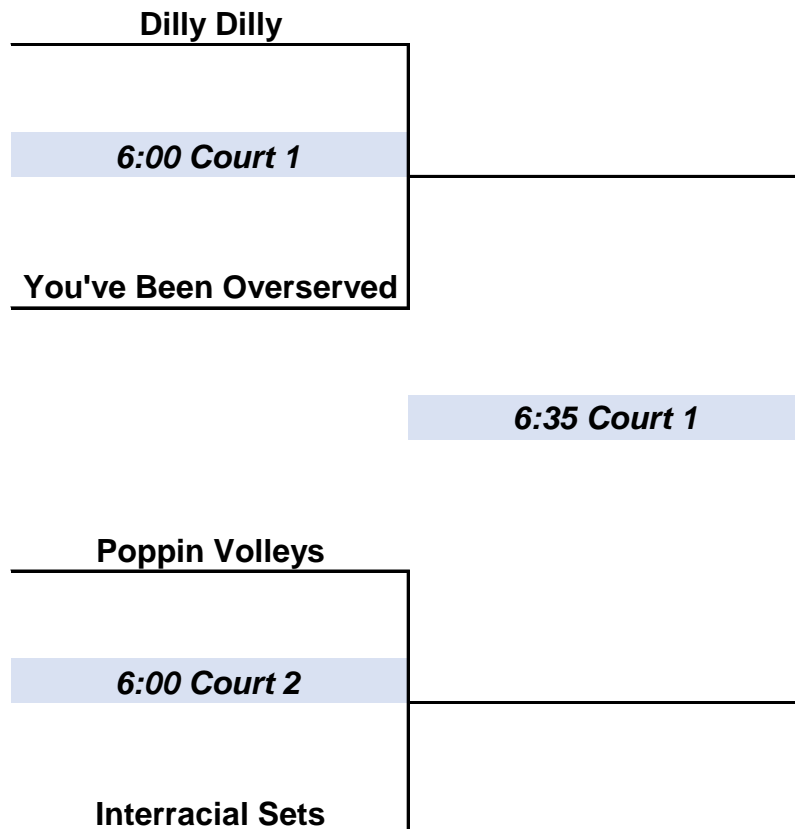 Dilly Dilly
6:00 Court 1
You've Been Overserved
6:35 Court 1
Poppin Volleys
6:00 Court 2
Interracial Sets